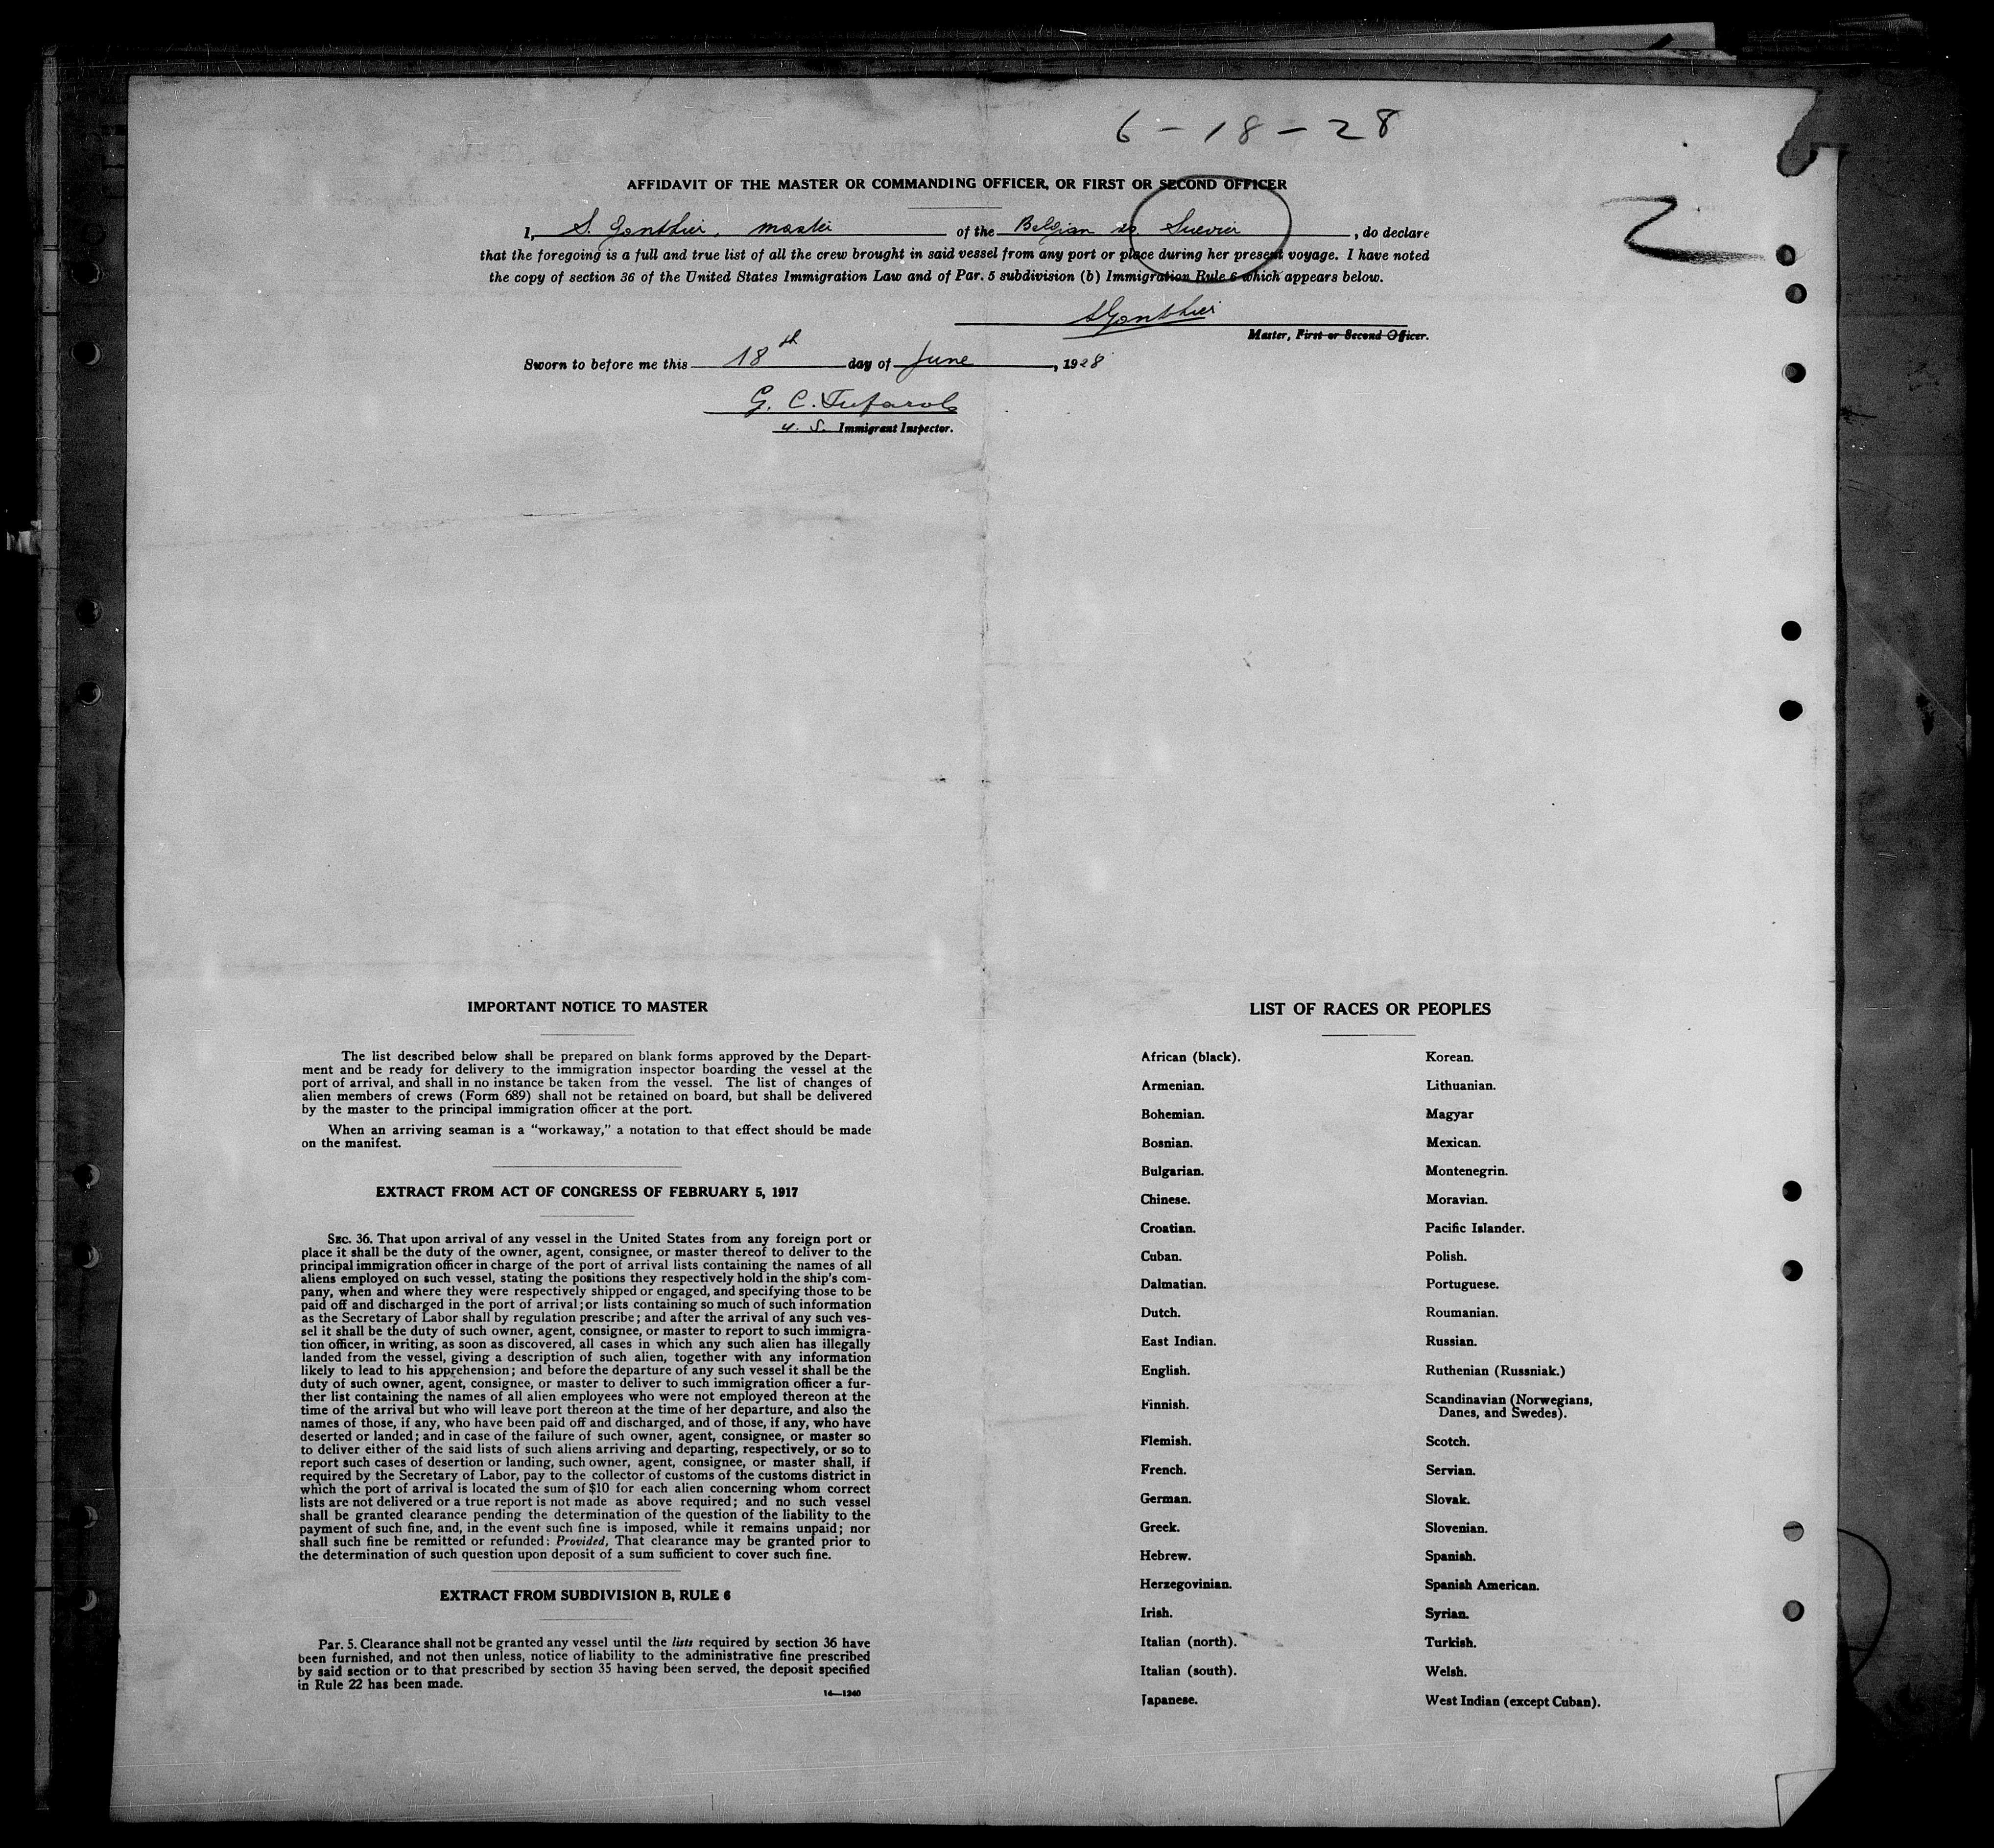 6 - 18 - 28
AFFIDAVIT OF THE MASTER OR COMMANDING OFFICER, OR FIRST OR SECOND OFFICER
I, S. Gonthier, master of the Belgian ss. Suevier, do declare
that the foregoing is a full and true list of all the crew brought in said vessel from any port or place during her present voyage. I have noted
the copy of section 36 of the United States Immigration Law and of Par. 5 subdivision (b) Immigration Rule 6 which appears below.
SGonthier
Master, First or Second Officer.
Sworn to before me this 18th day of June, 1928
G. C.
U. S. Immigrant Inspector.
IMPORTANT NOTICE TO MASTER
The list described below shall be prepared on blank forms approved by the Depart-
ment and be ready for delivery to the immigration inspector boarding the vessel at the
port of arrival, and shall in no instance be taken from the vessel. The list of changes of
alien members of crews (Form 689) shall not be retained on board, but shall be delivered
by the master to the principal immigration officer at the port.
When an arriving seaman is a "workaway," a notation to that effect should be made
on the manifest.
EXTRACT FROM ACT OF CONGRESS OF FEBRUARY 5, 1917
SEC. 36. That upon arrival of any vessel in the United States from any foreign port or
place it shall be the duty of the owner, agent, consignee, or master thereof to deliver to the
principal immigration officer in charge of the port of arrival lists containing the names of all
aliens employed on such vessel, stating the positions they respectively hold in the ship's com-
pany, when and where they were respectively shipped or engaged, and specifying those to be
paid off and discharged in the port of arrival; or lists containing so much of such information
as the Secretary of Labor shall by regulation prescribe; and after the arrival of any such ves-
sel it shall be the duty of such owner, agent, consignee, or master to report to such immigra-
tion officer, in writing, as soon as discovered, all cases in which any such alien has illegally
landed from the vessel, giving a description of such alien, together with any information
likely to lead to his apprehension; and before the departure of any such vessel it shall be the
duty of such owner, agent, consignee, or master to deliver to such immigration officer a fur-
ther list containing the names of all alien employees who were not employed thereon at the
time of the arrival but who will leave port thereon at the time of her departure, and also the
names of those, if any, who have been paid off and discharged, and of those, if any, who have
deserted or landed; and in case of the failure of such owner, agent, consignee, or master so
to deliver either of the said lists of such aliens arriving and departing, respectively, or so to
report such cases of desertion or landing, such owner, agent, consignee, or master shall, if
required by the Secretary of Labor, pay to the collector of customs of the customs district in
which the port of arrival is located the sum of $10 for each alien concerning whom correct
lists are not delivered or a true report is not made as above required; and no such vessel
shall be granted clearance pending the determination of the question of the liability to the
payment of such fine, and, in the event such fine is imposed, while it remains unpaid; nor
shall such fine be remitted or refunded: Provided, That clearance may be granted prior to
the determination of such question upon deposit of a sum sufficient to cover such fine.
EXTRACT FROM SUBDIVISION B, RULE 6
Par. 5. Clearance shall not be granted any vessel until the lists required by section 36 have
been furnished, and not then unless, notice of liability to the administrative fine prescribed
by said section or to that prescribed by section 35 having been served, the deposit specified
in Rule 22 has been made.
14—1240
LIST OF RACES OR PEOPLES
African (black).
Armenian.
Bohemian.
Bosnian.
Bulgarian.
Chinese.
Croatian.
Cuban.
Dalmatian.
Dutch.
East Indian.
English.
Finnish.
Flemish.
French.
German.
Greek.
Hebrew.
Herzegovinian.
Irish.
Italian (north).
Italian (south).
Japanese.
Korean.
Lithuanian.
Magyar
Mexican.
Montenegrin.
Moravian.
Pacific Islander.
Polish.
Portuguese.
Roumanian.
Russian.
Ruthenian (Russniak.)
Scandinavian (Norwegians,
Danes, and Swedes).
Scotch.
Servian.
Slovak.
Slovenian.
Spanish.
Spanish American.
Syrian.
Turkish.
Welsh.
West Indian (except Cuban).